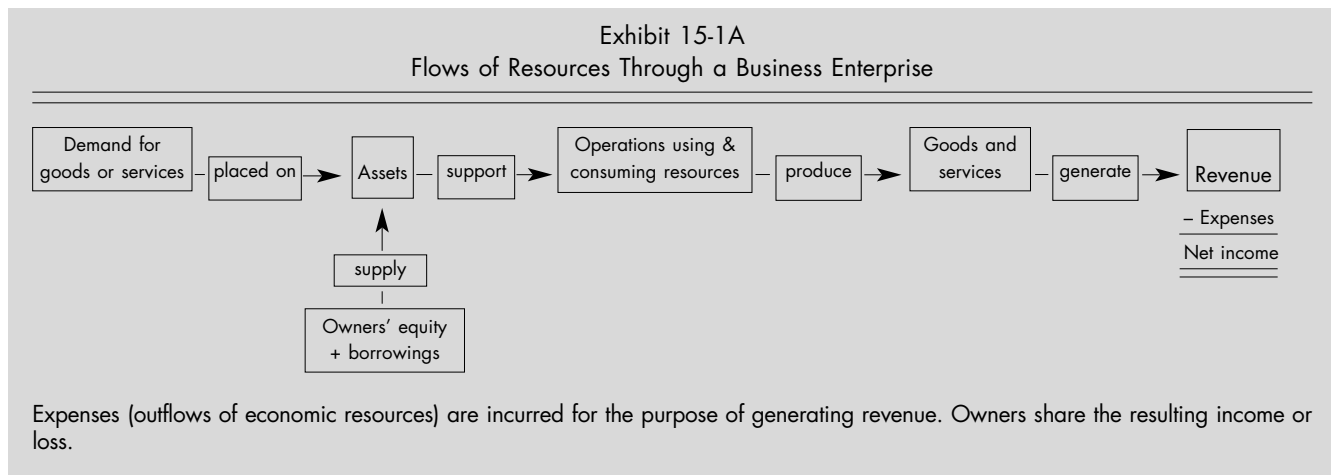 Exhibit 15-1A
Flows of Resources Through a Business Enterprise
Demand for
goods or services
placed on
Assets
support
Operations using &
consuming resources
produce
Goods and
services
generate
Revenue
– Expenses
Net income
supply
Owners’ equity
+ borrowings
Expenses (outflows of economic resources) are incurred for the purpose of generating revenue. Owners share the resulting income or
loss.